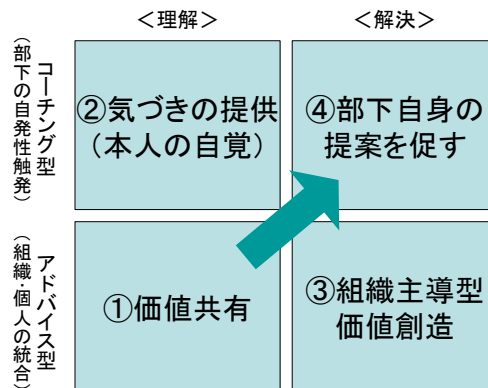 ＜理解＞
＜解決＞
コーチング型
（部下の自発性触発）
②気づきの提供
（本人の自覚）
④部下自身の
提案を促す
アドバイス型
（組織・個人の統合）
①価値共有
③組織主導型
価値創造